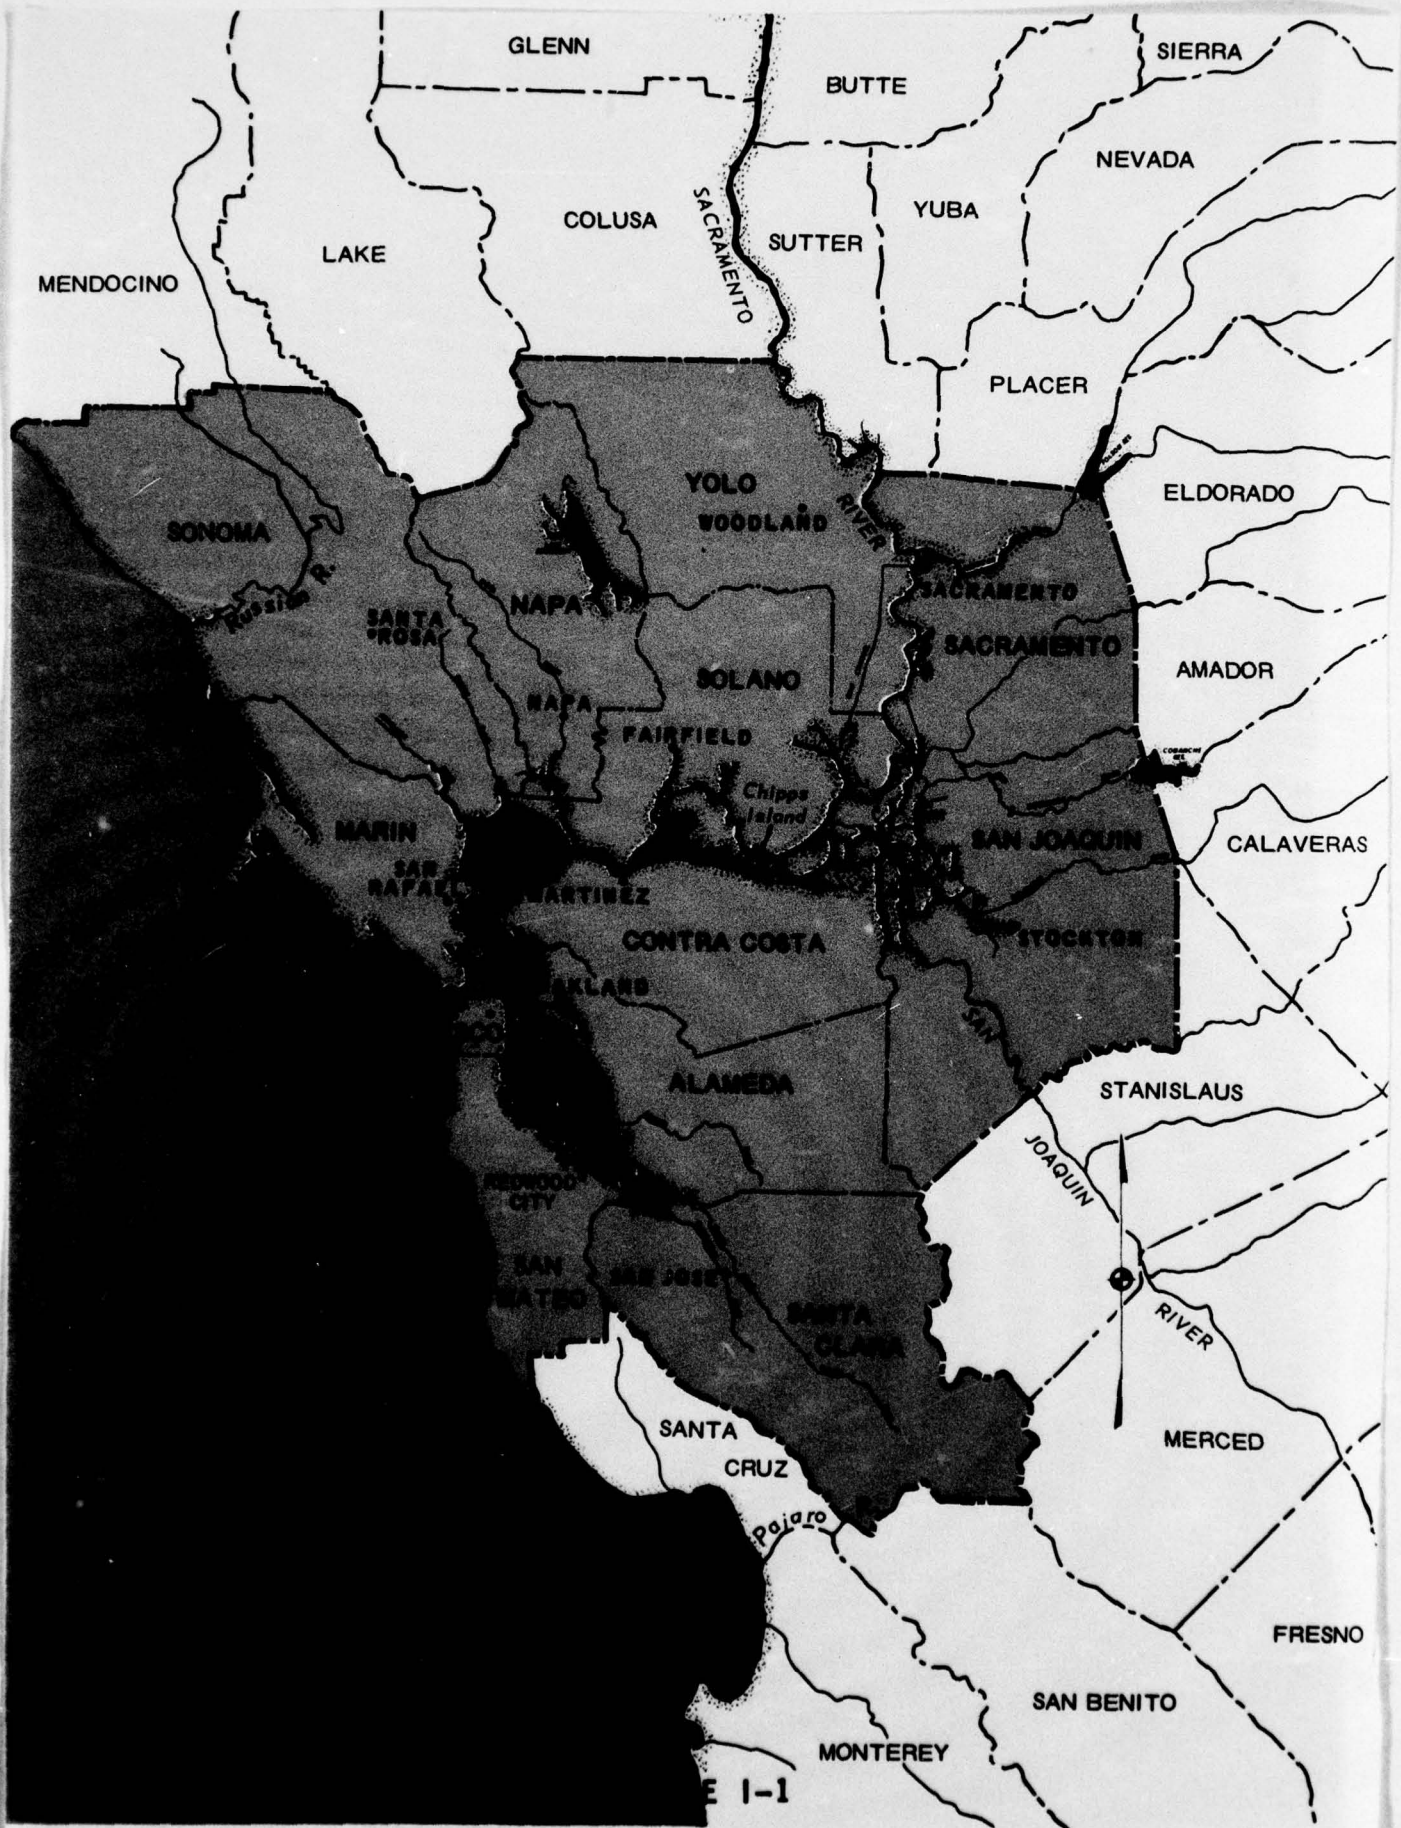 GLENN
SIERRA
BUTTE
NEVADA
COLUSA
SACRAMENTO
YUBA
SUTTER
LAKE
MENDOCINO
PLACER
YOLO
WOODLAND
RIVER
ELDORADO
SONOMA
Russian R.
NAPA
SACRAMENTO
SANTA
ROSA
SACRAMENTO
SOLANO
AMADOR
NAPA
FAIRFIELD
COMANCHE
RES.
Chipps
Island
MARIN
SAN JOAQUIN
CALAVERAS
SAN
RAFAEL
MARTINEZ
CONTRA COSTA
STOCKTON
AKLAND
SAN
ALAMEDA
STANISLAUS
JOAQUIN
REDWOOD
CITY
SAN
MATEO
SAN JOSE
SANTA
CLARA
RIVER
SANTA
CRUZ
MERCED
Pajaro
R.
FRESNO
SAN BENITO
MONTEREY
E I-1